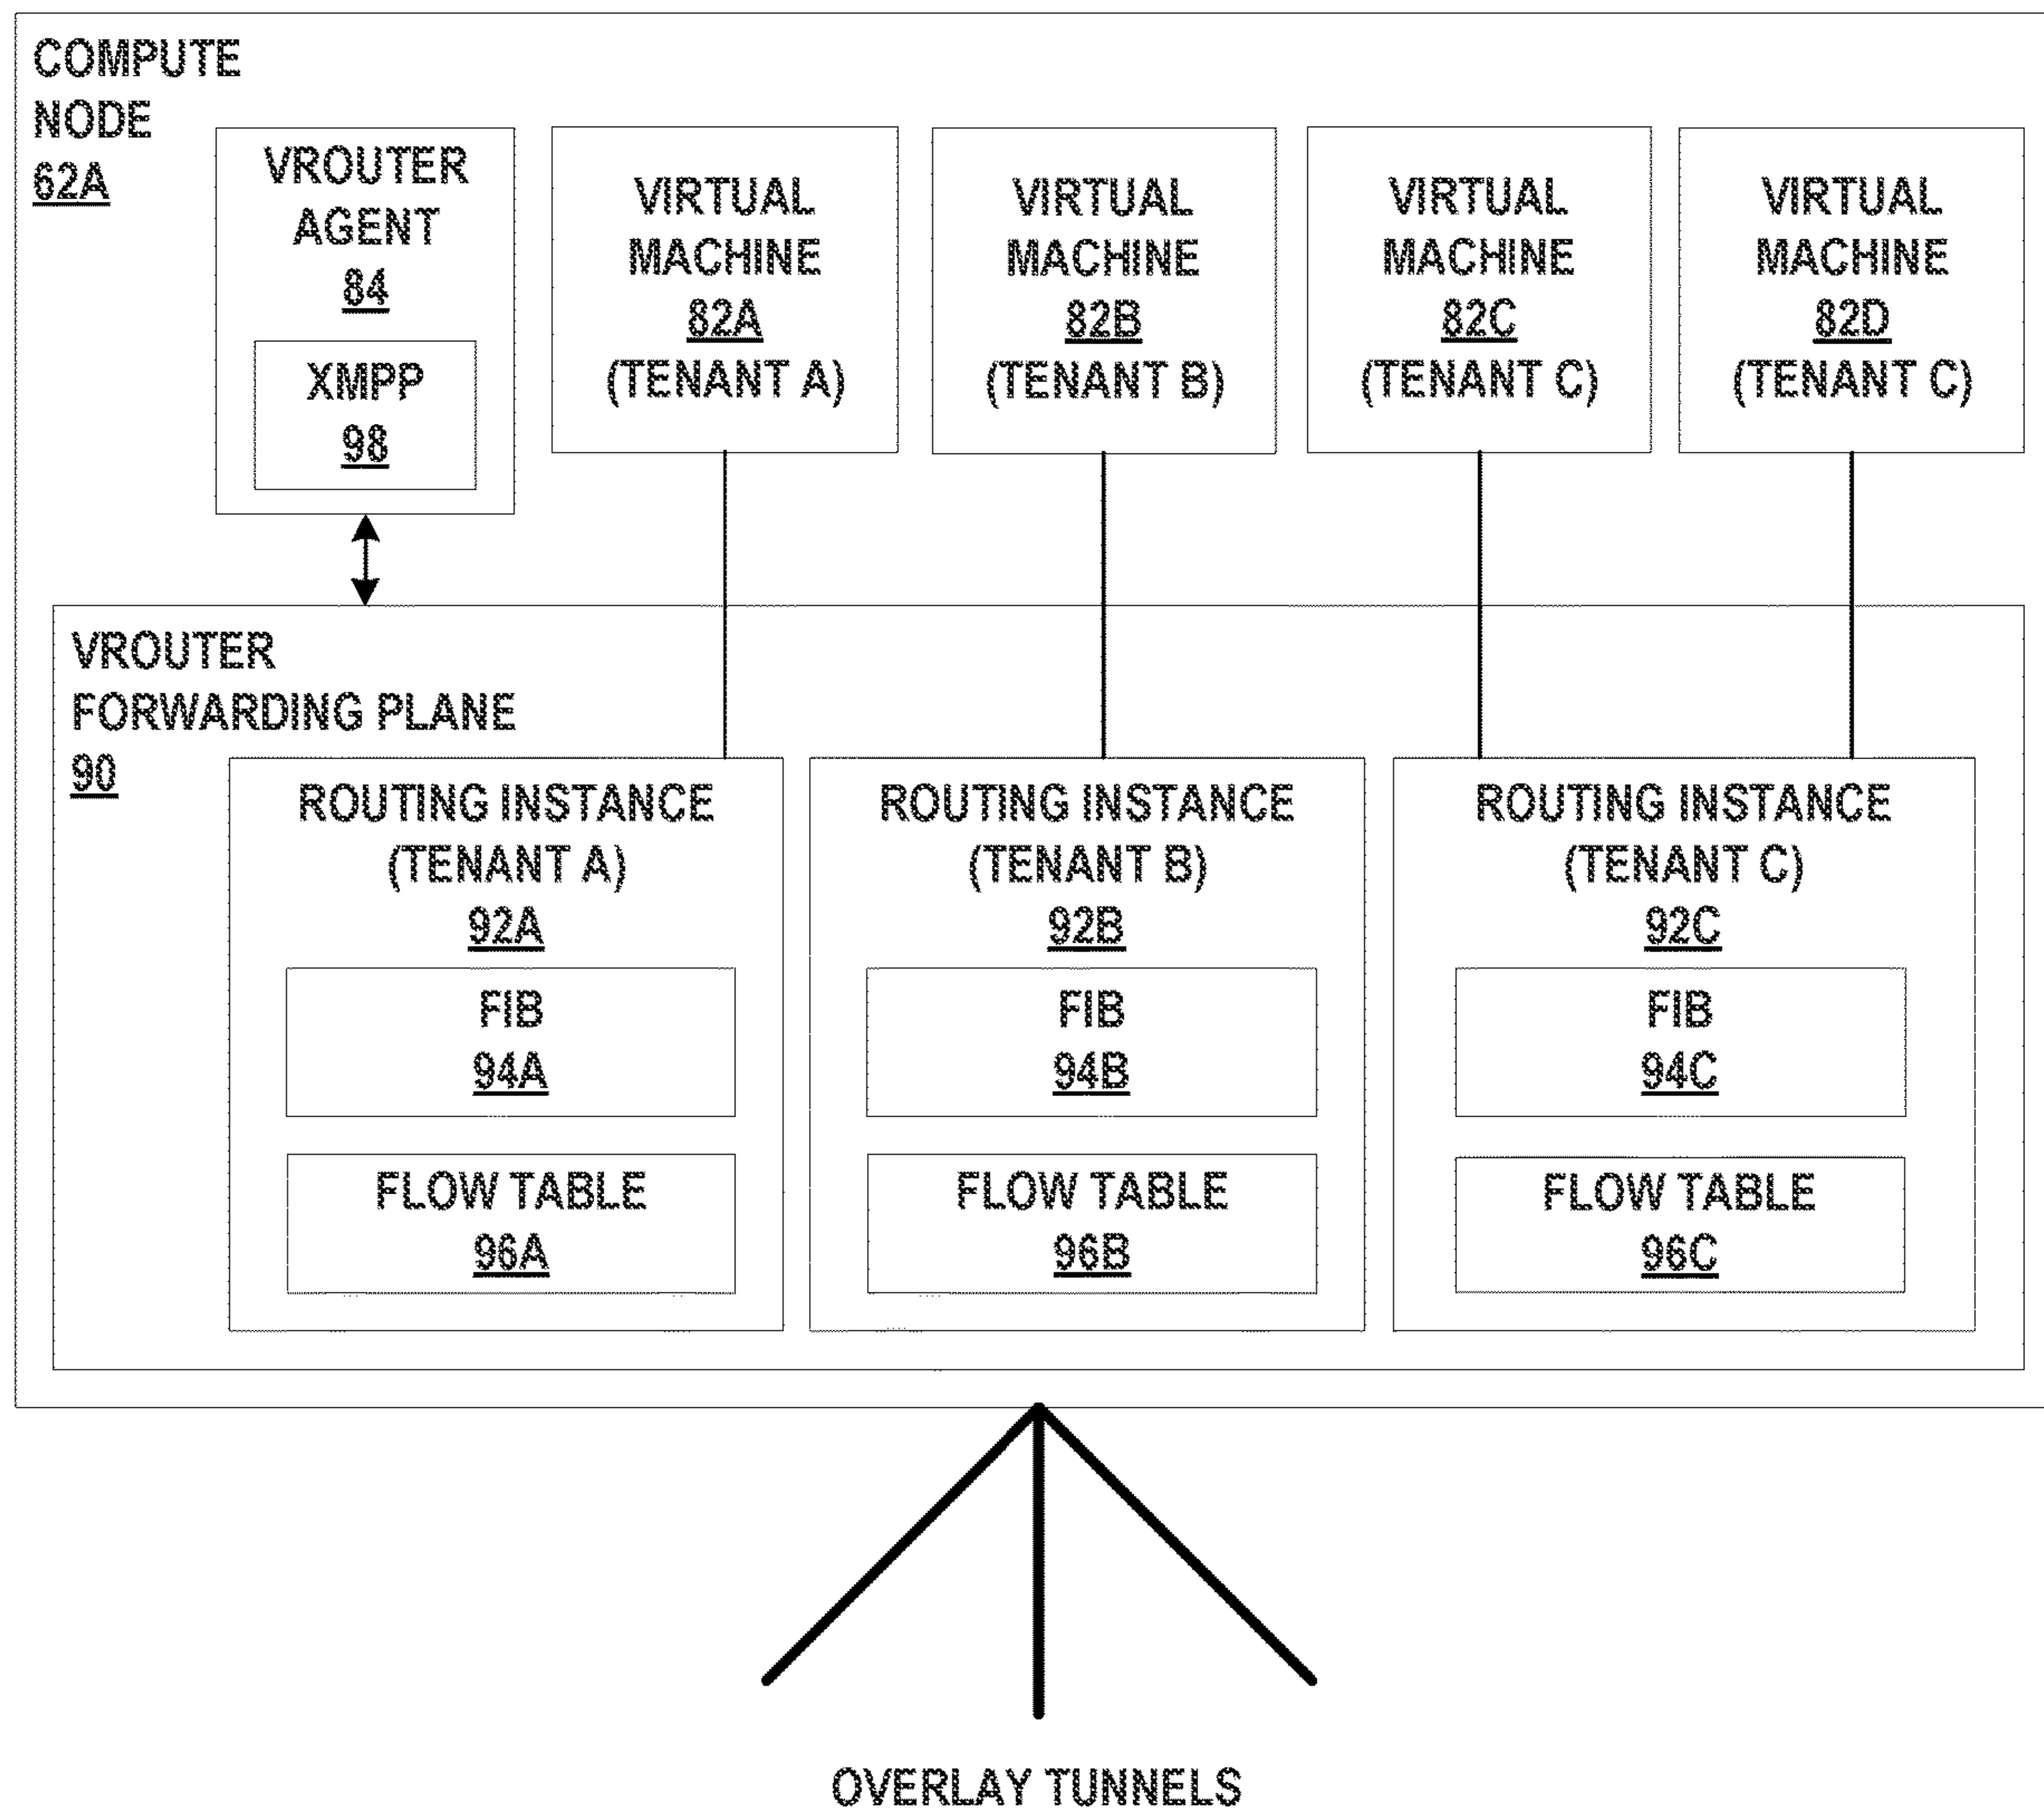 COMPUTE
NODE
62A
VROUTER
AGENT
84
XMPP
98
VIRTUAL
MACHINE
82A
(TENANT A)
VIRTUAL
MACHINE
82B
(TENANT B)
VIRTUAL
MACHINE
82C
(TENANT C)
VIRTUAL
MACHINE
82D
(TENANT C)
VROUTER
FORWARDING PLANE
90
ROUTING INSTANCE
(TENANT A)
92A
FIB
94A
FLOW TABLE
96A
ROUTING INSTANCE
(TENANT B)
92B
FIB
94B
FLOW TABLE
96B
ROUTING INSTANCE
(TENANT C)
92C
FIB
94C
FLOW TABLE
96C
OVERLAY TUNNELS